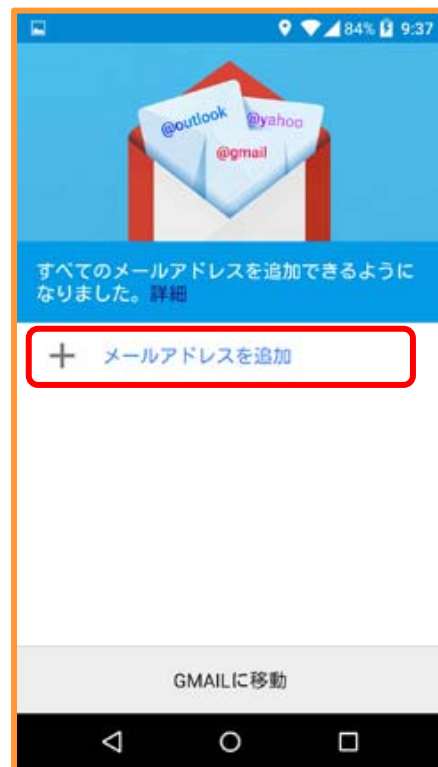 84% 9:37
@outlook
@yahoo
@gmail
すべてのメールアドレスを追加できるように
なりました。詳細
メールアドレスを追加
GMAILに移動